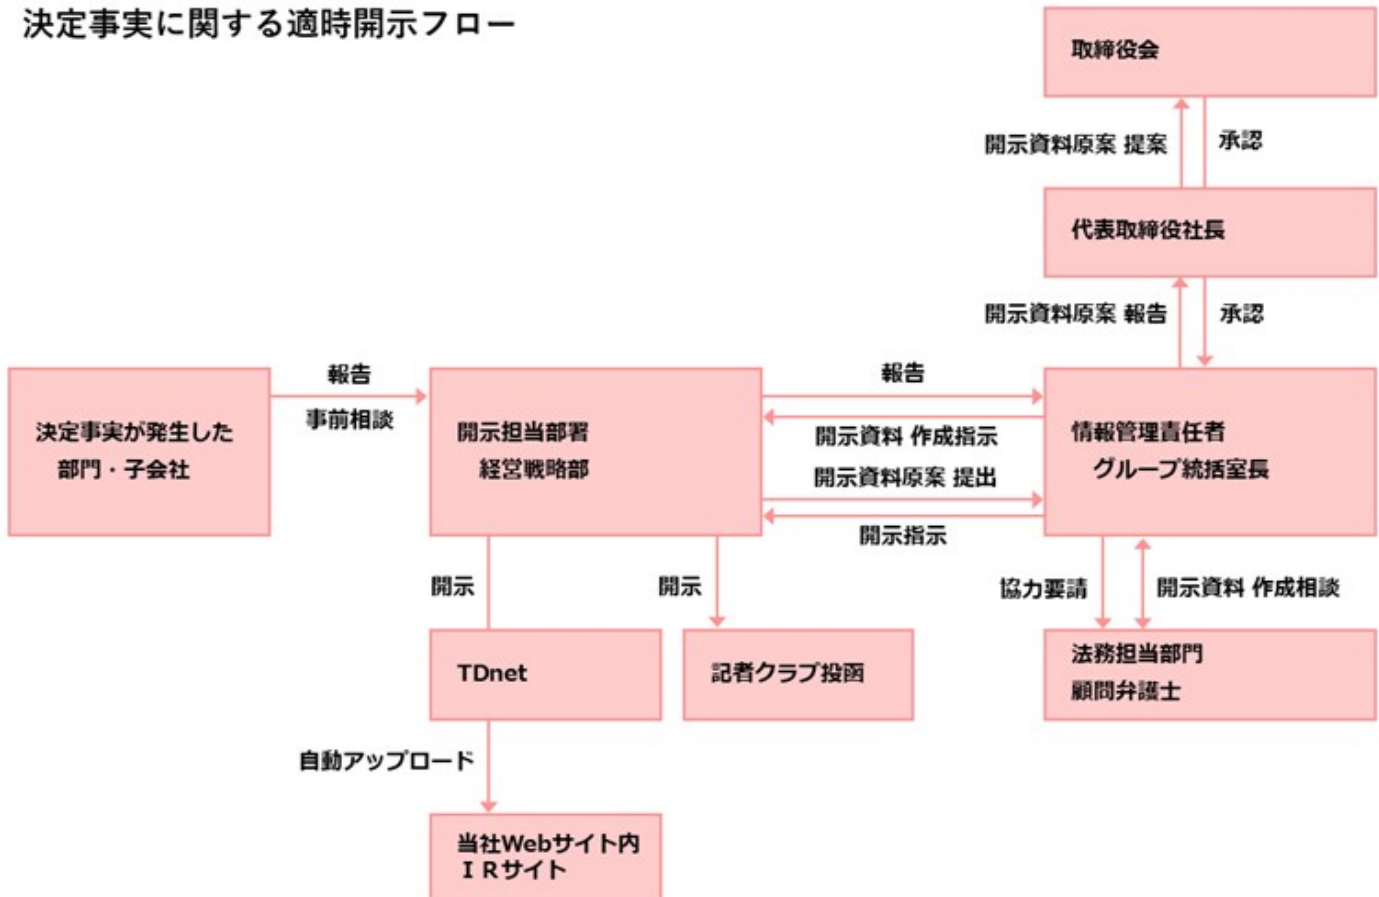 決定事実に関する適時開示フロー
取締役会
開示資料原案 提案
承認
代表取締役社長
開示資料原案 報告
承認
決定事実が発生した
部門・子会社
報告
事前相談
開示担当部署
経営戦略部
報告
開示資料 作成指示
開示資料原案 提出
開示指示
情報管理責任者
グループ統括室長
開示
開示
協力要請
開示資料 作成相談
TDnet
記者クラブ投函
法務担当部門
顧問弁護士
自動アップロード
当社Webサイト内
ＩＲサイト